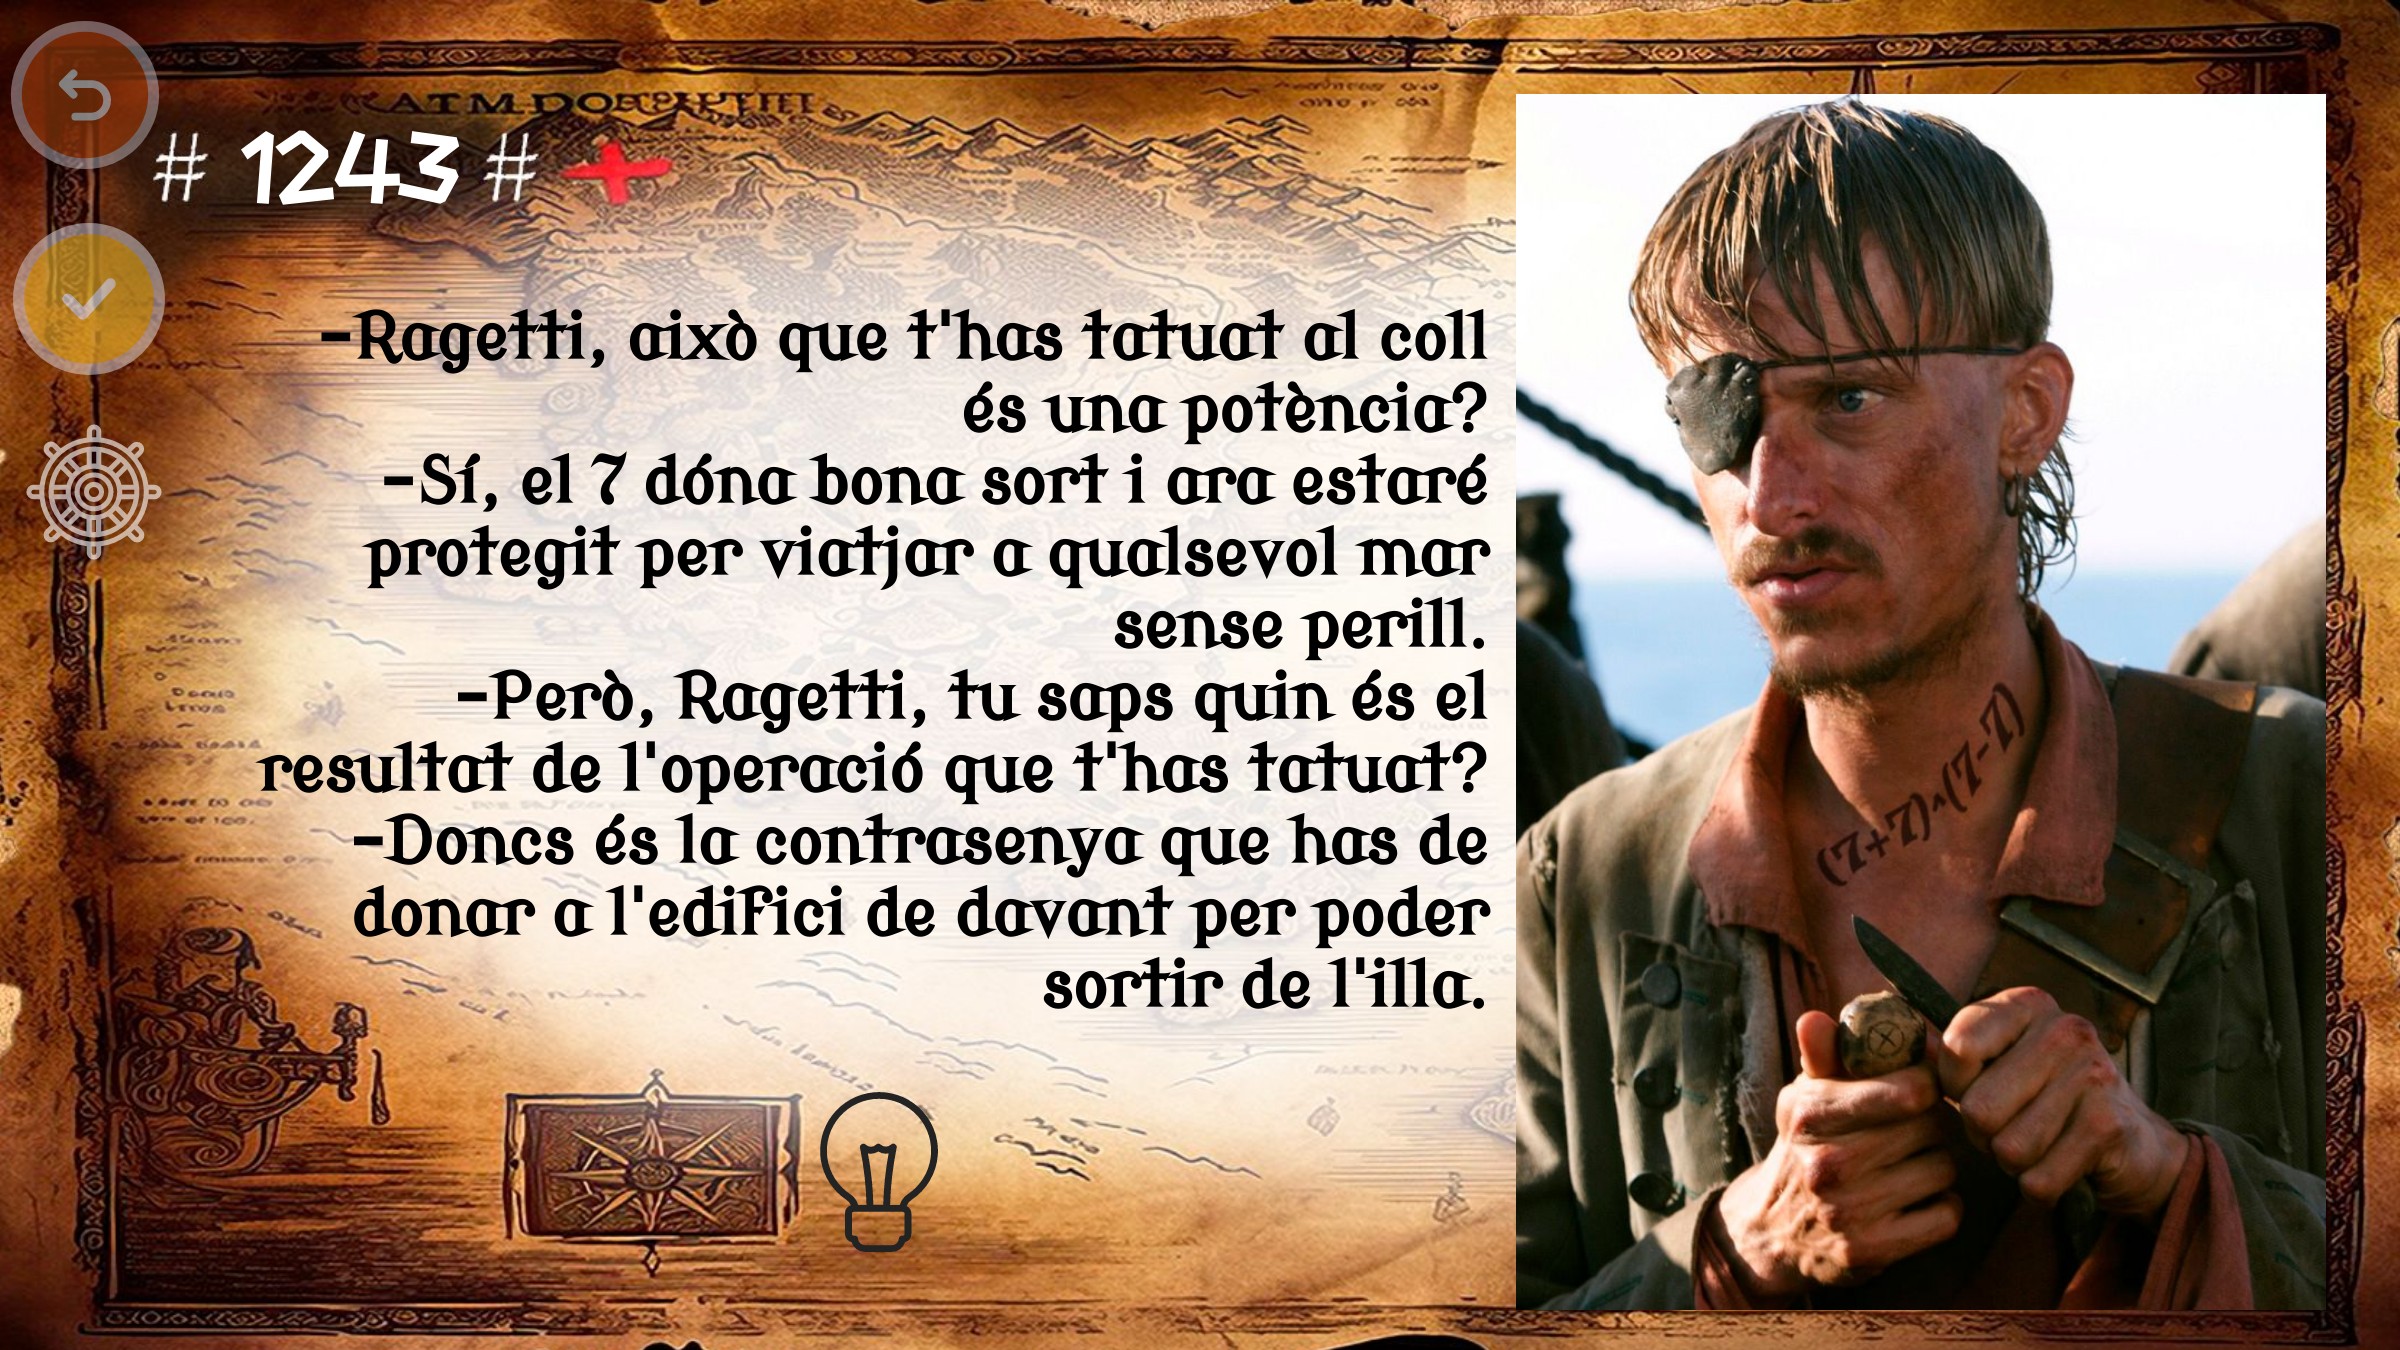 # 1243 #
-Ragetti, això que t'has tatuat al coll
és una potència?
-Sí, el 7 dóna bona sort i ara estaré
protegit per viatjar a qualsevol mar
sense perill.
-Però, Ragetti, tu saps quin és el
resultat de l'operació que t'has tatuat?
-Doncs és la contrasenya que has de
donar a l'edifici de davant per poder
sortir de l'illa.
(7+7)^(7-7)